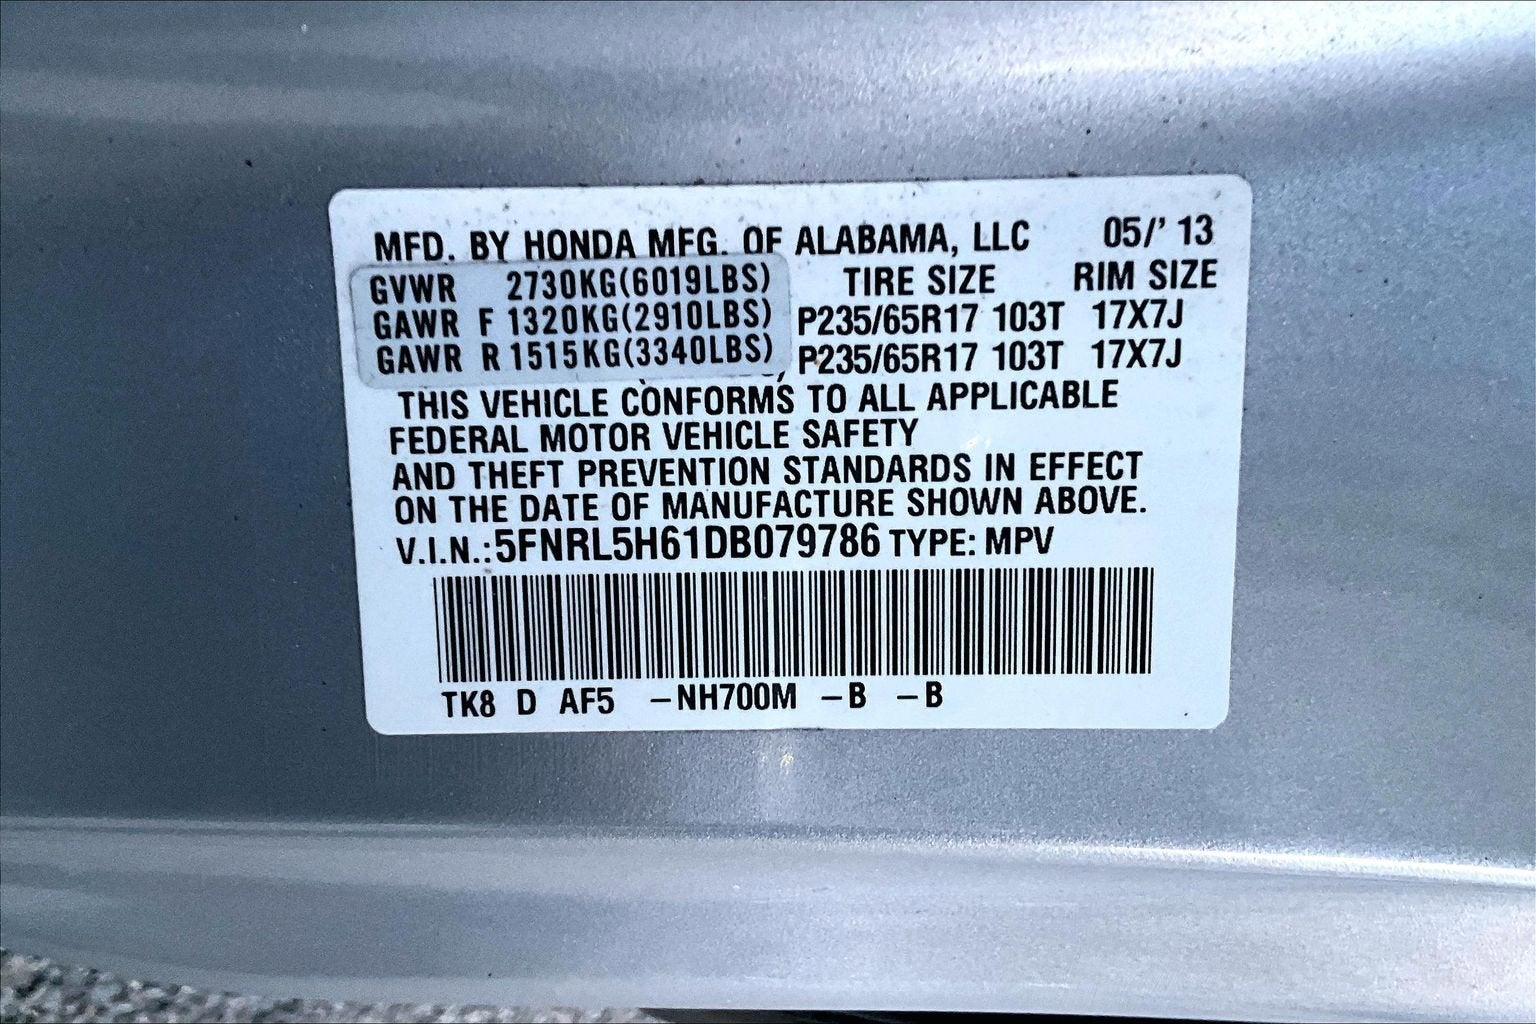 MFD. BY HONDA MFG. OF ALABAMA, LLC 05/' 13
GVWR 2730KG(6019LBS) TIRE SIZE RIM SIZE
GAWR F 1320KG(2910LBS) P235/65R17 103T 17X7J
GAWR R 1515KG(3340LBS) P235/65R17 103T 17X7J
THIS VEHICLE CONFORMS TO ALL APPLICABLE
FEDERAL MOTOR VEHICLE SAFETY
AND THEFT PREVENTION STANDARDS IN EFFECT
ON THE DATE OF MANUFACTURE SHOWN ABOVE.
V.I.N.: 5FNRL5H61DB079786 TYPE: MPV
TK8 D AF5 -NH700M -B -B